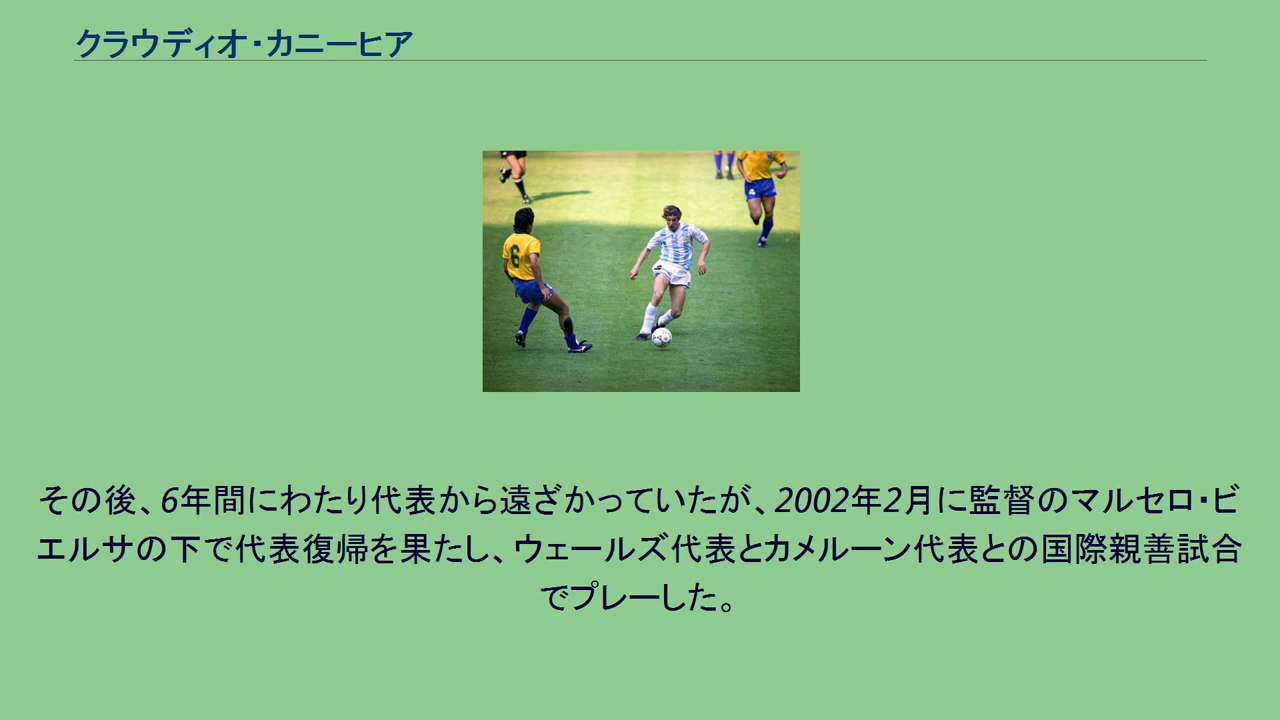 クラウディオ・カニーヒア
6
その後、6年間にわたり代表から遠ざかっていたが、2002年2月に監督のマルセロ・ビ
エルサの下で代表復帰を果たし、ウェールズ代表とカメルーン代表との国際親善試合
でプレーした。